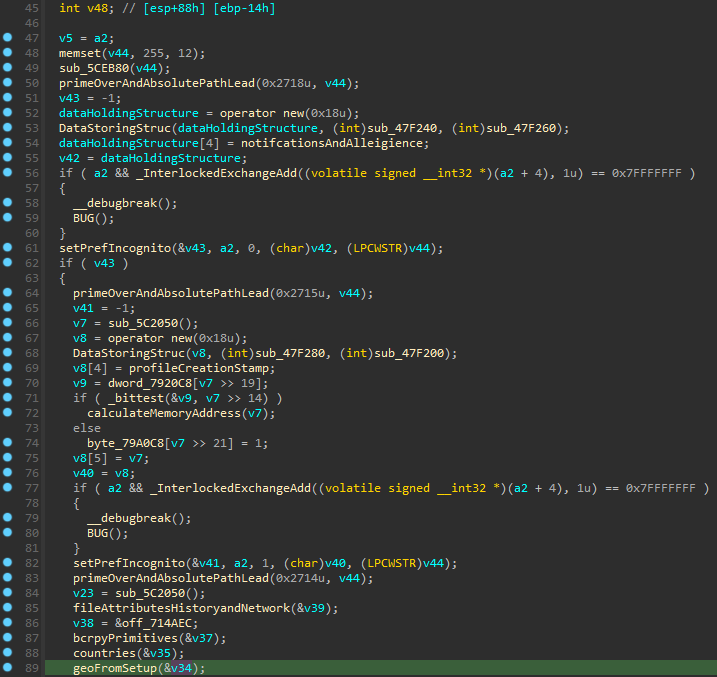 45 int v48; // [esp+88h] [ebp-14h]
46
47 v5 = a2;
48 memset(v44, 255, 12);
49 sub_5CEB80(v44);
50 primeOverAndAbsolutePathLead(0x2718u, v44);
51 v43 = -1;
52 dataHoldingStructure = operator new(0x18u);
53 DataStoringStruc(dataHoldingStructure, (int)sub_47F240, (int)sub_47F260);
54 dataHoldingStructure[4] = notifcationsAndAlleigience;
55 v42 = dataHoldingStructure;
56 if ( a2 && _InterlockedExchangeAdd((volatile signed __int32 *)(a2 + 4), 1u) == 0x7FFFFFFF )
57 {
58 __debugbreak();
59 BUG();
60 }
61 setPrefIncognito(&v43, a2, 0, (char)v42, (LPCWSTR)v44);
62 if ( v43 )
63 {
64 primeOverAndAbsolutePathLead(0x2715u, v44);
65 v41 = -1;
66 v7 = sub_5C2050();
67 v8 = operator new(0x18u);
68 DataStoringStruc(v8, (int)sub_47F280, (int)sub_47F200);
69 v8[4] = profileCreationStamp;
70 v9 = dword_7920C8[v7 >> 19];
71 if ( _bittest(&v9, v7 >> 14) )
72 calculateMemoryAddress(v7);
73 else
74 byte_79A0C8[v7 >> 21] = 1;
75 v8[5] = v7;
76 v40 = v8;
77 if ( a2 && _InterlockedExchangeAdd((volatile signed __int32 *)(a2 + 4), 1u) == 0x7FFFFFFF )
78 {
79 __debugbreak();
80 BUG();
81 }
82 setPrefIncognito(&v41, a2, 1, (char)v40, (LPCWSTR)v44);
83 primeOverAndAbsolutePathLead(0x2714u, v44);
84 v23 = sub_5C2050();
85 fileAttributesHistoryandNetwork(&v39);
86 v38 = &off_714AEC;
87 bcrpyPrimitives(&v37);
88 countries(&v35);
89 geoFromSetup(&v34);